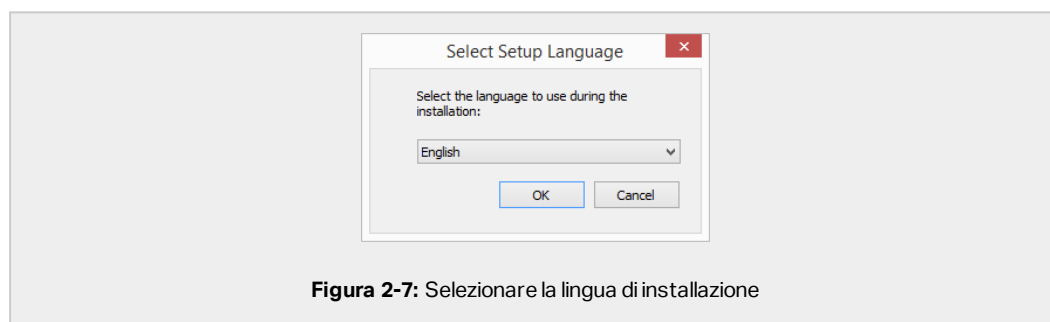 Select Setup Language
Select the language to use during the
installation:
English
OK Cancel
Figura 2-7: Selezionare la lingua di installazione